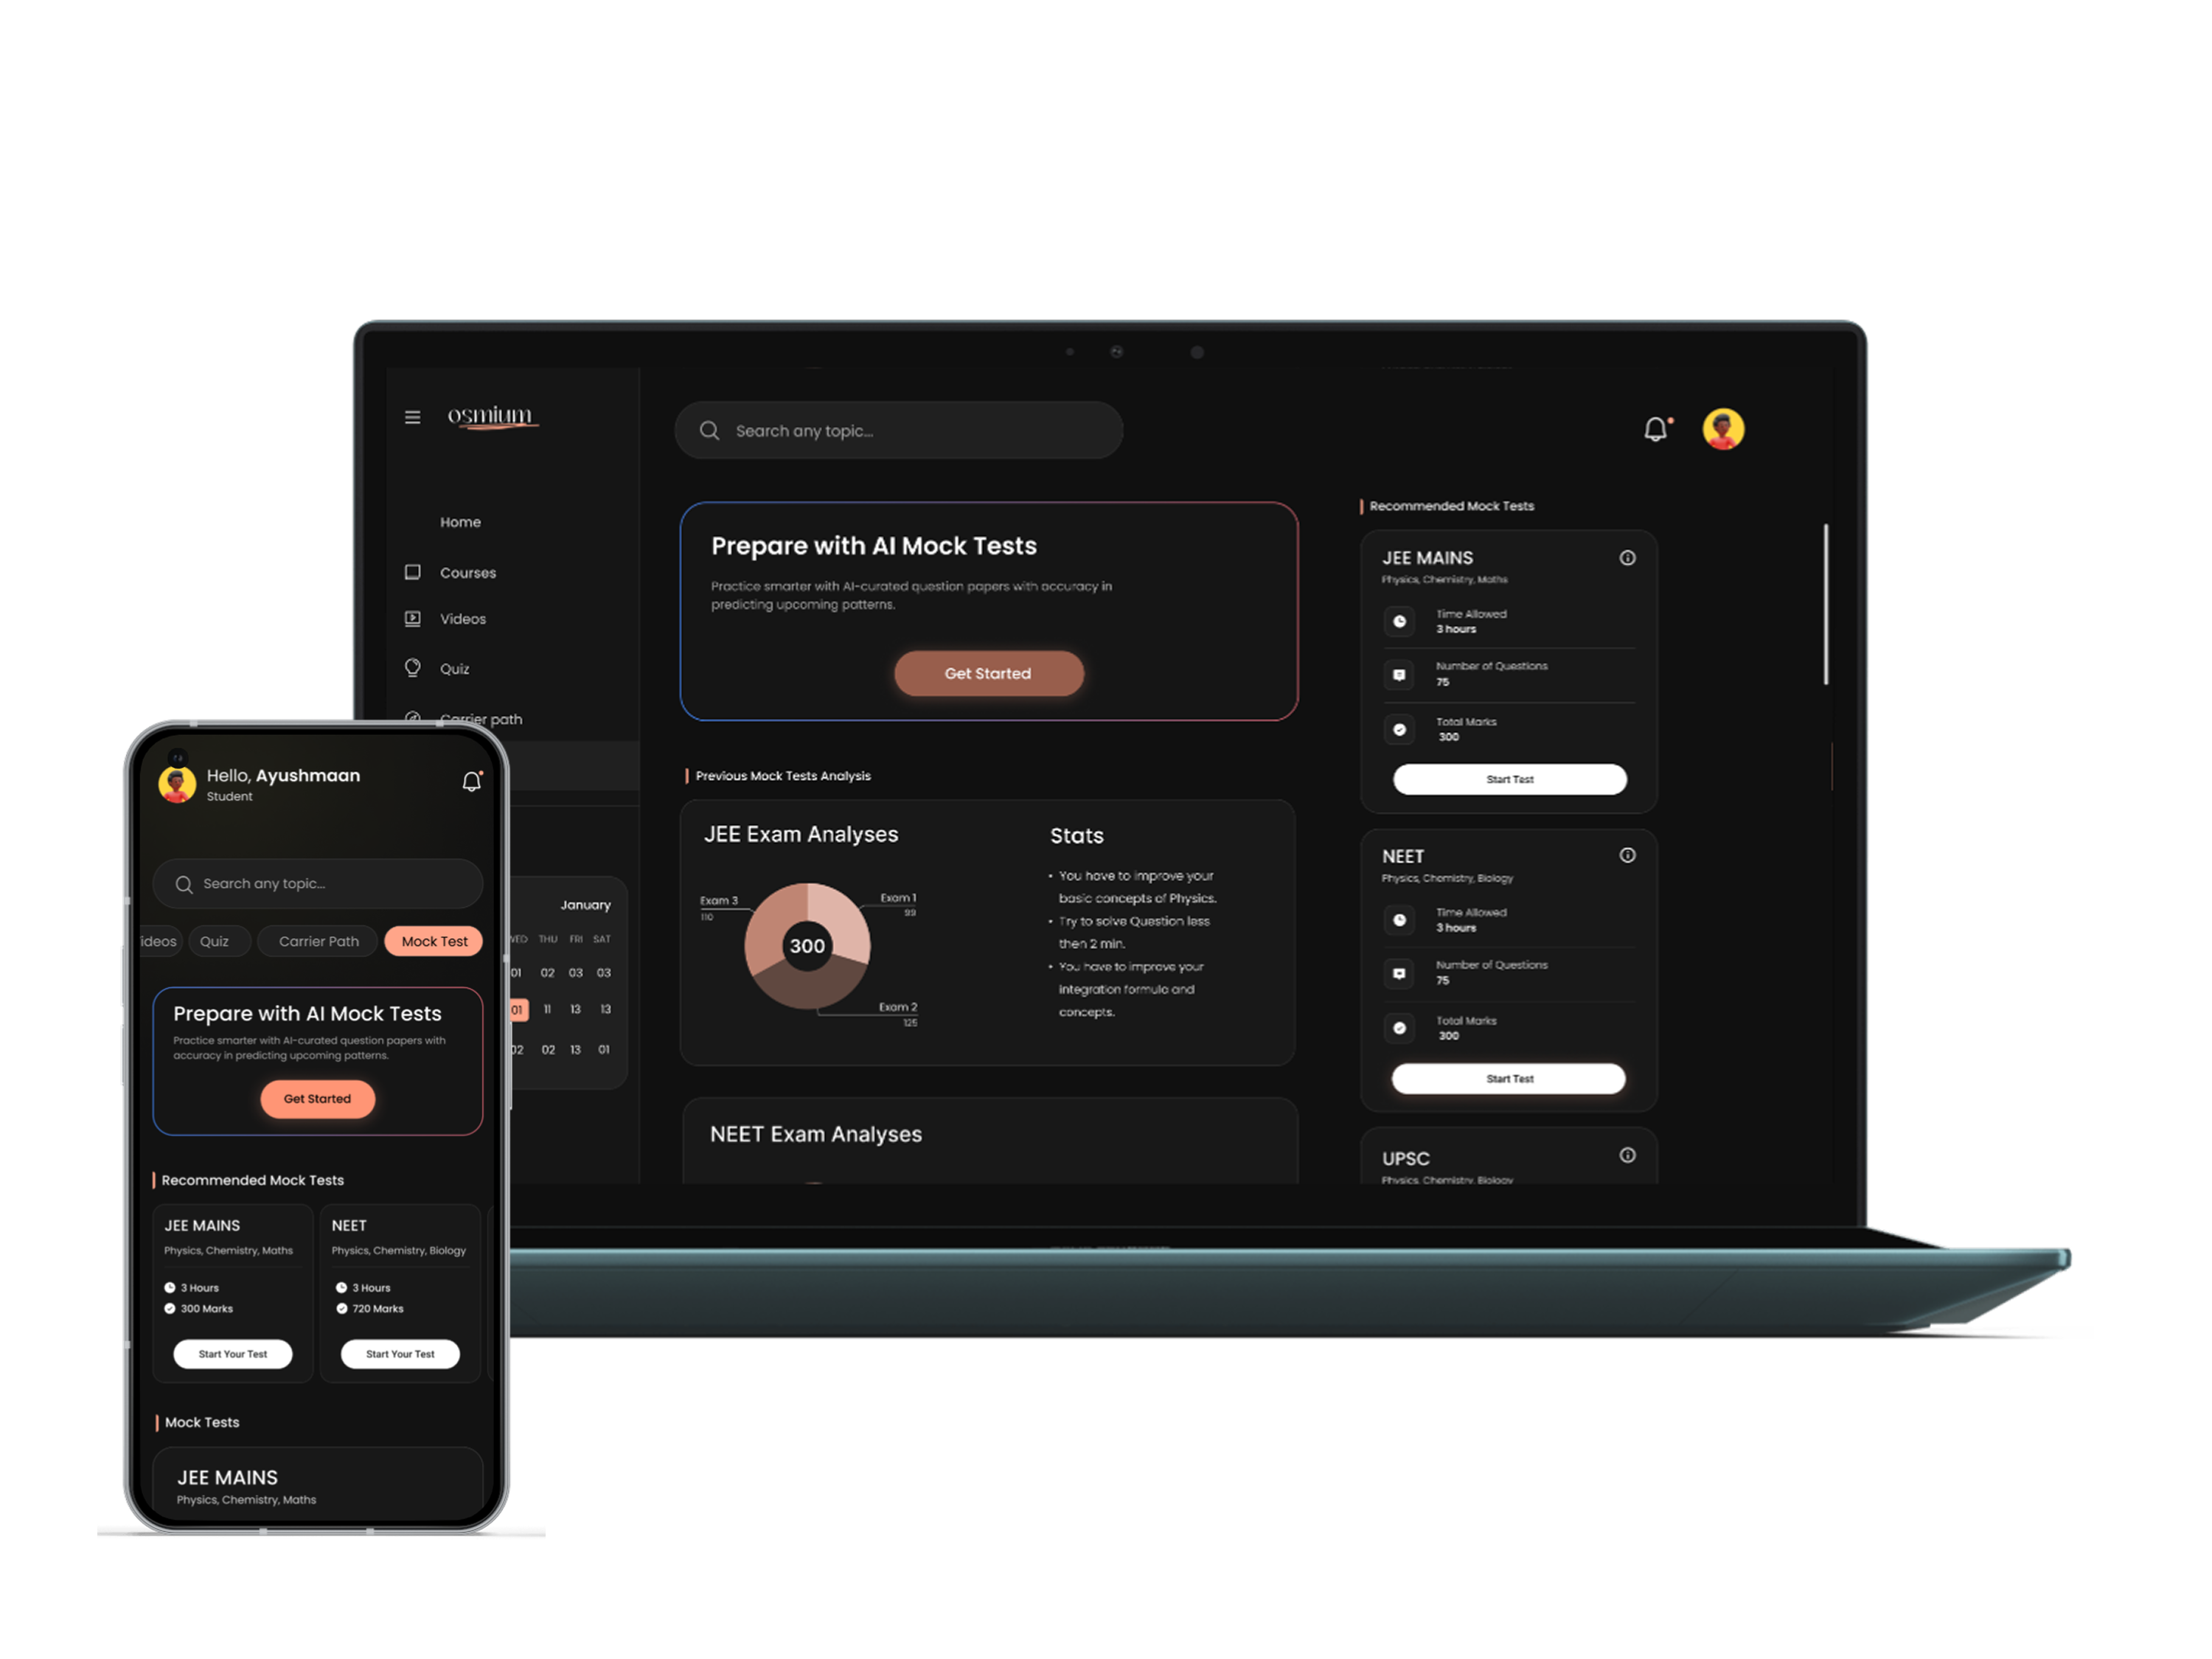 osmium
Home
Courses
Videos
Quiz
Carrier path
January
WED THU FRI SAT
01 02 03 03
01 11 13 13
02 02 13 01
Search any topic...
Prepare with AI Mock Tests
Practice smarter with AI-curated question papers with accuracy in
predicting upcoming patterns.
Get Started
Previous Mock Tests Analysis
JEE Exam Analyses
Exam 3
110
Exam 1
99
300
Exam 2
125
Stats
• You have to improve your
basic concepts of Physics.
• Try to solve Question less
then 2 min.
• You have to improve your
integration formula and
concepts.
NEET Exam Analyses
Recommended Mock Tests
JEE MAINS
Physics, Chemistry, Maths
Time Allowed
3 hours
Number of Questions
75
Total Marks
300
Start Test
NEET
Physics, Chemistry, Biology
Time Allowed
3 hours
Number of Questions
75
Total Marks
300
Start Test
UPSC
Physics, Chemistry, Biology
Hello, Ayushmaan
Student
Search any topic...
ideos
Quiz
Carrier Path
Mock Test
Prepare with AI Mock Tests
Practice smarter with AI-curated question papers with
accuracy in predicting upcoming patterns.
Get Started
Recommended Mock Tests
JEE MAINS
Physics, Chemistry, Maths
3 Hours
300 Marks
Start Your Test
NEET
Physics, Chemistry, Biology
3 Hours
720 Marks
Start Your Test
Mock Tests
JEE MAINS
Physics, Chemistry, Maths